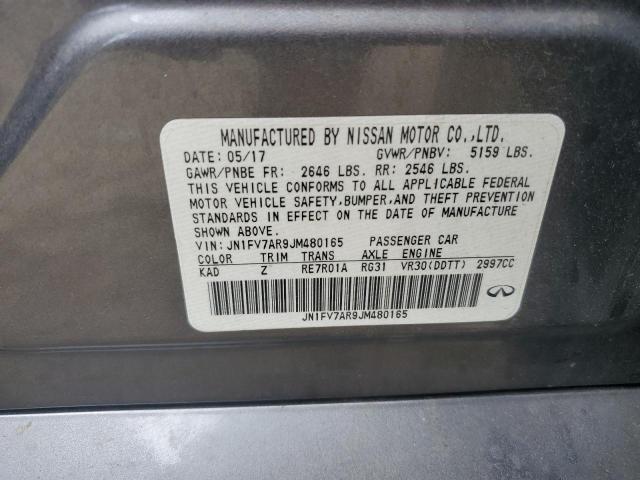 MANUFACTURED BY NISSAN MOTOR CO.,LTD.
DATE: 05/17 GVWR/PNBV: 5159 LBS.
GAWR/PNBE FR: 2646 LBS. RR: 2546 LBS.
THIS VEHICLE CONFORMS TO ALL APPLICABLE FEDERAL
MOTOR VEHICLE SAFETY,BUMPER,AND THEFT PREVENTION
STANDARDS IN EFFECT ON THE DATE OF MANUFACTURE
SHOWN ABOVE.
VIN: JN1FV7AR9JM480165 PASSENGER CAR
COLOR TRIM TRANS AXLE ENGINE
KAD Z RE7R01A RG31 VR30(DDTT) 2997CC
JN1FV7AR9JM480165